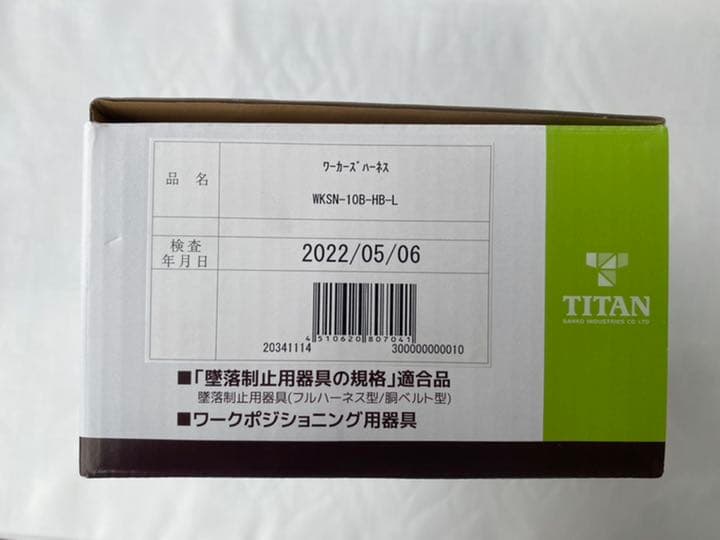 品 名
ﾜｰｶｰｽﾞﾊｰﾈｽ
WKSN-10B-HB-L
検査
年月日
2022/05/06
4510620807041
20341114
300000000010
TITAN
SANKO INDUSTRIES CO LTD
■「墜落制止用器具の規格」適合品
墜落制止用器具(フルハーネス型/胴ベルト型)
■ワークポジショニング用器具